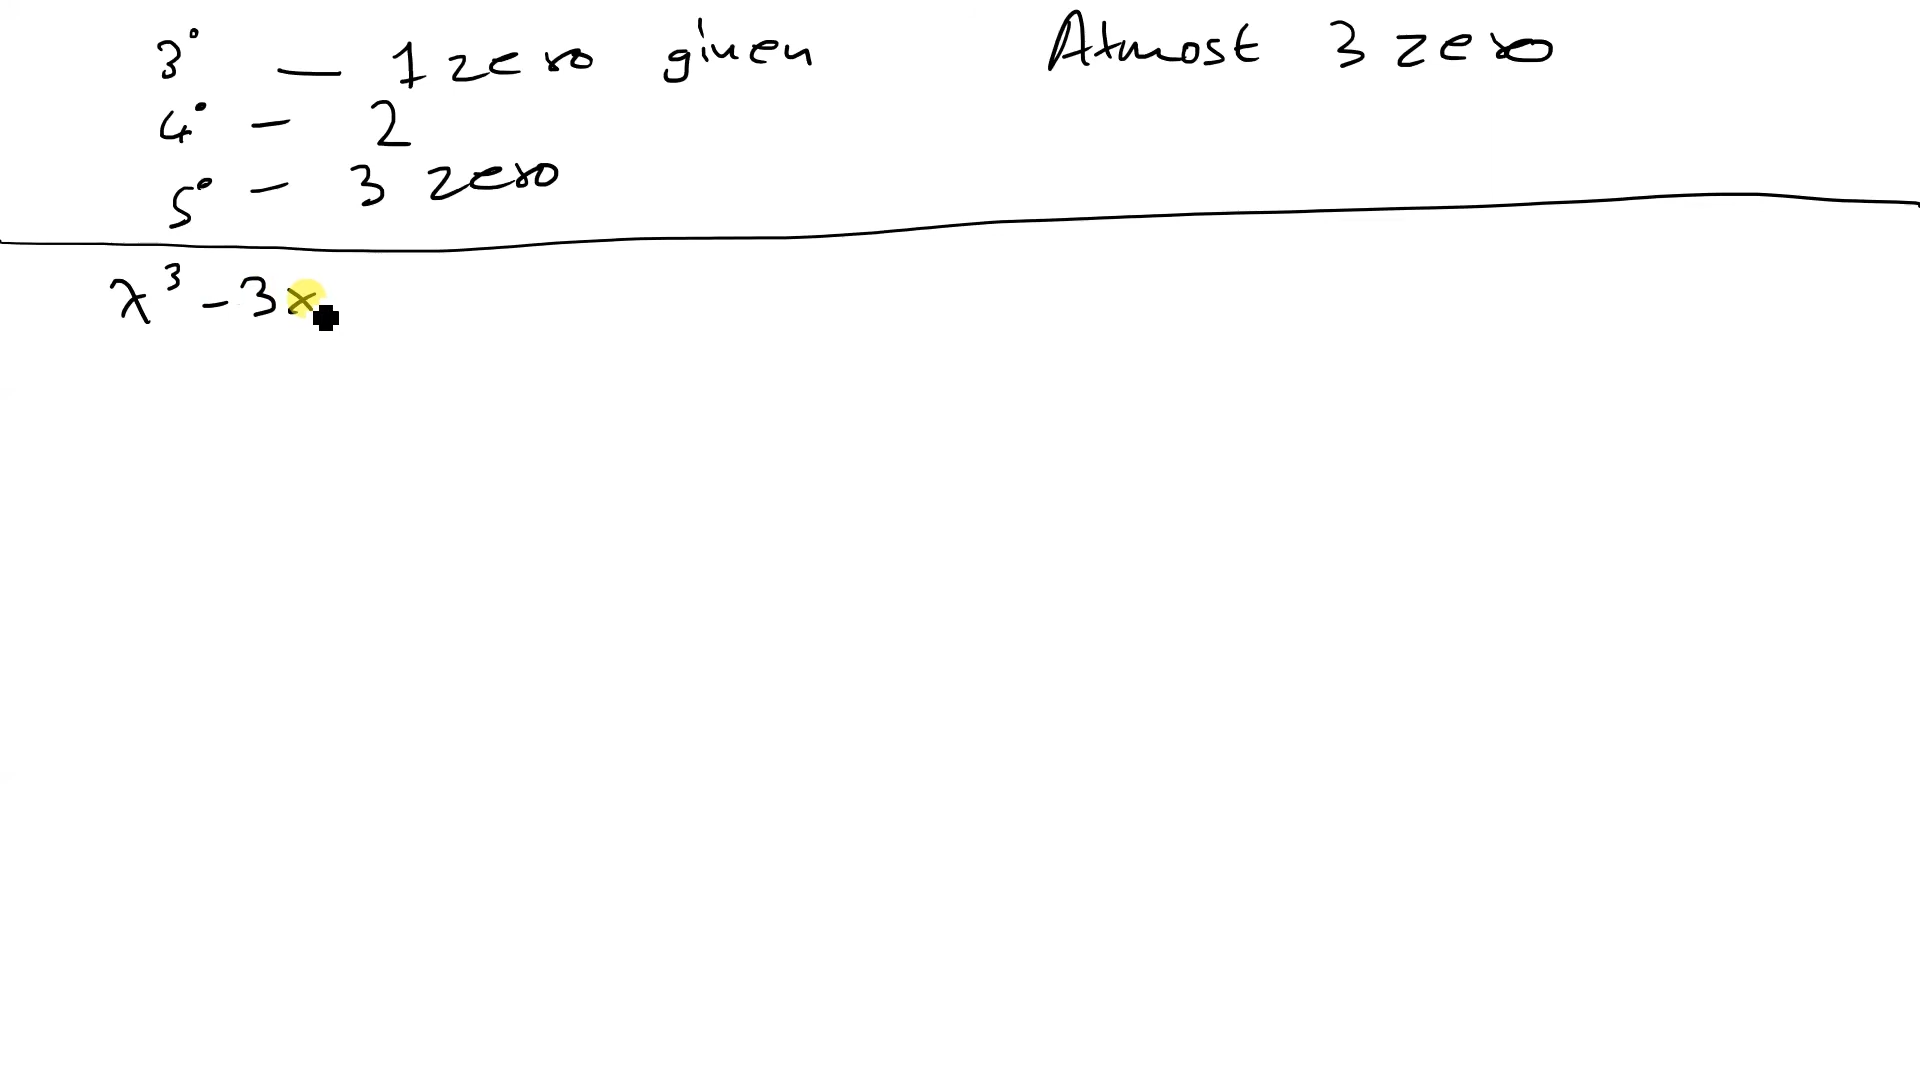 3° — 1 zero given Atmost 3 zero
4° - 2
5° - 3 zero
x³ - 3x